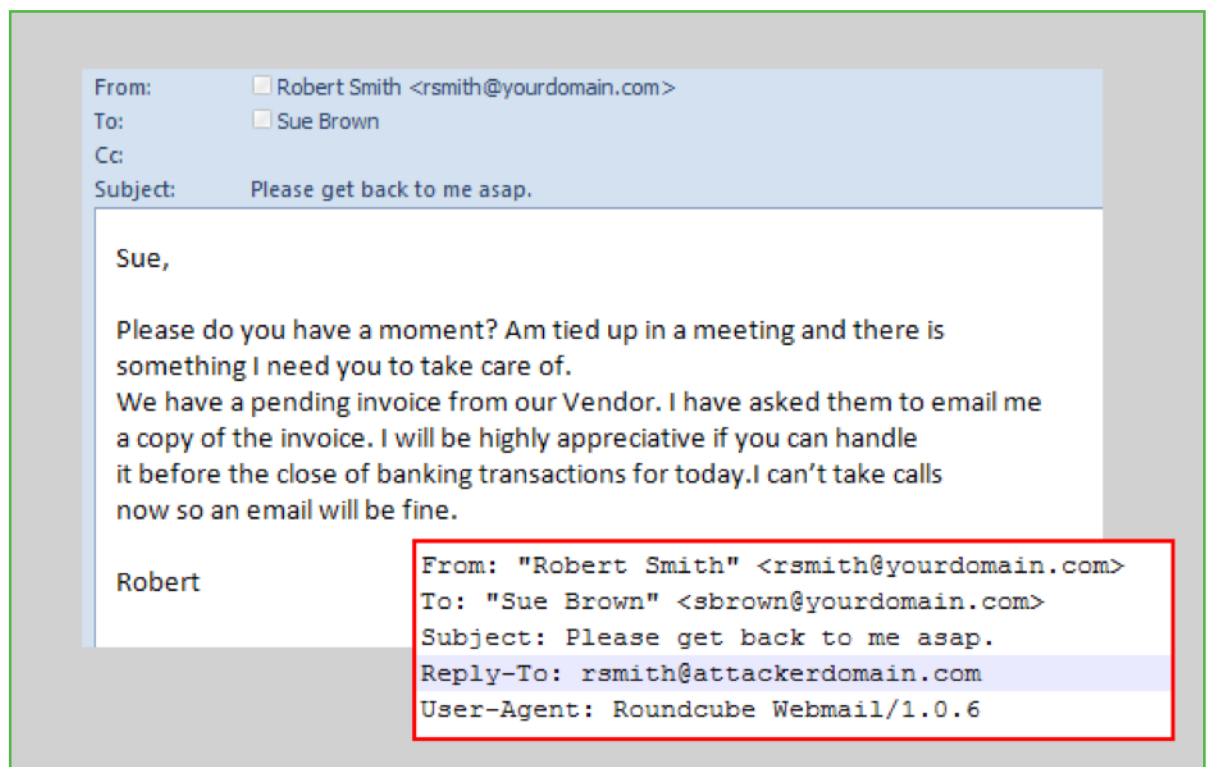 From: Robert Smith <rsmith@yourdomain.com>
To: Sue Brown
Cc:
Subject: Please get back to me asap.
Sue,
Please do you have a moment? Am tied up in a meeting and there is
something I need you to take care of.
We have a pending invoice from our Vendor. I have asked them to email me
a copy of the invoice. I will be highly appreciative if you can handle
it before the close of banking transactions for today.I can't take calls
now so an email will be fine.
Robert
From: "Robert Smith" <rsmith@yourdomain.com>
To: "Sue Brown" <sbrown@yourdomain.com>
Subject: Please get back to me asap.
Reply-To: rsmith@attackerdomain.com
User-Agent: Roundcube Webmail/1.0.6